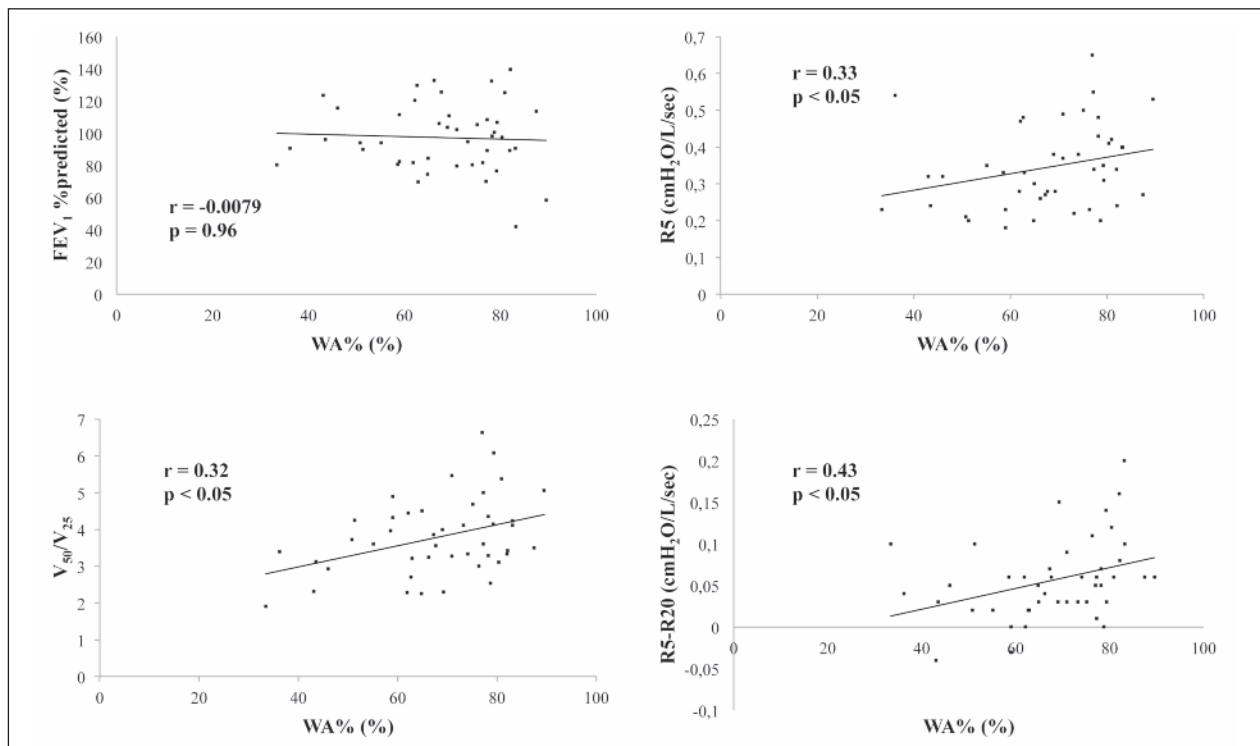 160
140
120
100
80
60
40
20
0
FEV1 %predicted (%)
r = -0.0079
p = 0.96
0 20 40 60 80 100
WA% (%)
0,7
0,6
0,5
0,4
0,3
0,2
0,1
0
R5 (cmH2O/L/sec)
r = 0.33
p < 0.05
0 20 40 60 80 100
WA% (%)
7
6
5
4
3
2
1
0
V50/V25
r = 0.32
p < 0.05
0 20 40 60 80 100
WA% (%)
0,25
0,2
0,15
0,1
0,05
0
-0,05
-0,1
R5-R20 (cmH2O/L/sec)
r = 0.43
p < 0.05
0 20 40 60 80 100
WA% (%)